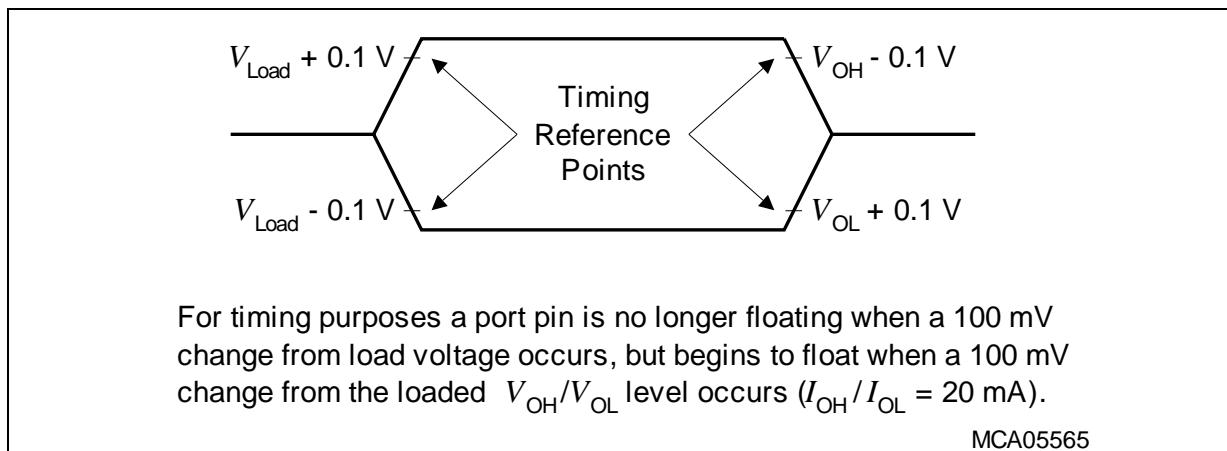 V_Load + 0.1 V
V_OH - 0.1 V
Timing
Reference
Points
V_Load - 0.1 V
V_OL + 0.1 V
For timing purposes a port pin is no longer floating when a 100 mV
change from load voltage occurs, but begins to float when a 100 mV
change from the loaded V_OH/V_OL level occurs (I_OH/I_OL = 20 mA).
MCA05565